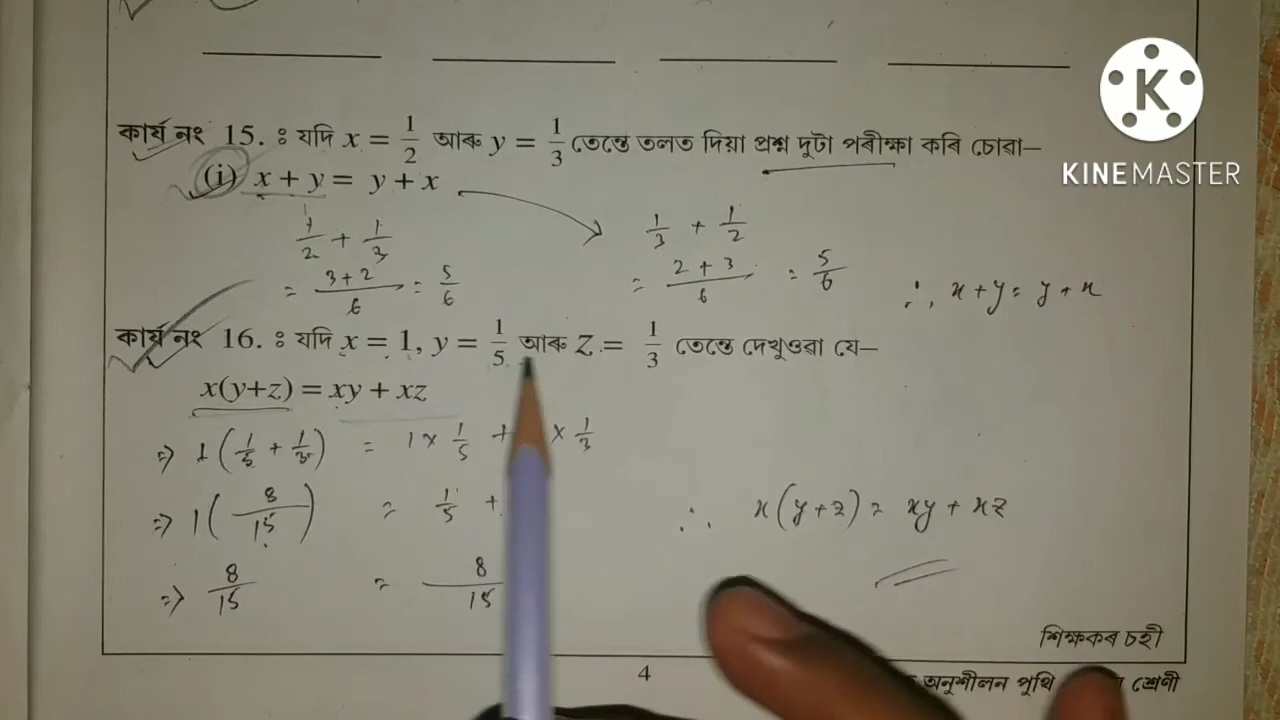 কাৰ্য নং 15. ঃ যদি x = 1/2 আৰু y = 1/3 তেন্তে তলত দিয়া প্ৰশ্ন দুটা পৰীক্ষা কৰি চোৱা–
(i) x + y = y + x
1/2 + 1/3
1/3 + 1/2
= (3+2)/6 = 5/6
= (2+3)/6 = 5/6
∴ x+y = y+x
কাৰ্য নং 16. ঃ যদি x = 1, y = 1/5 আৰু z = 1/3 তেন্তে দেখুওৱা যে–
x(y+z) = xy + xz
=> 1(1/5 + 1/3) = 1 × 1/5 + × 1/3
=> 1(8/15) = 1/5 +
∴ x(y+z) = xy + xz
=> 8/15 = 8/15
শিক্ষকৰ চহী
4
অনুশীলন পুথি শ্ৰেণী
K
KINEMASTER